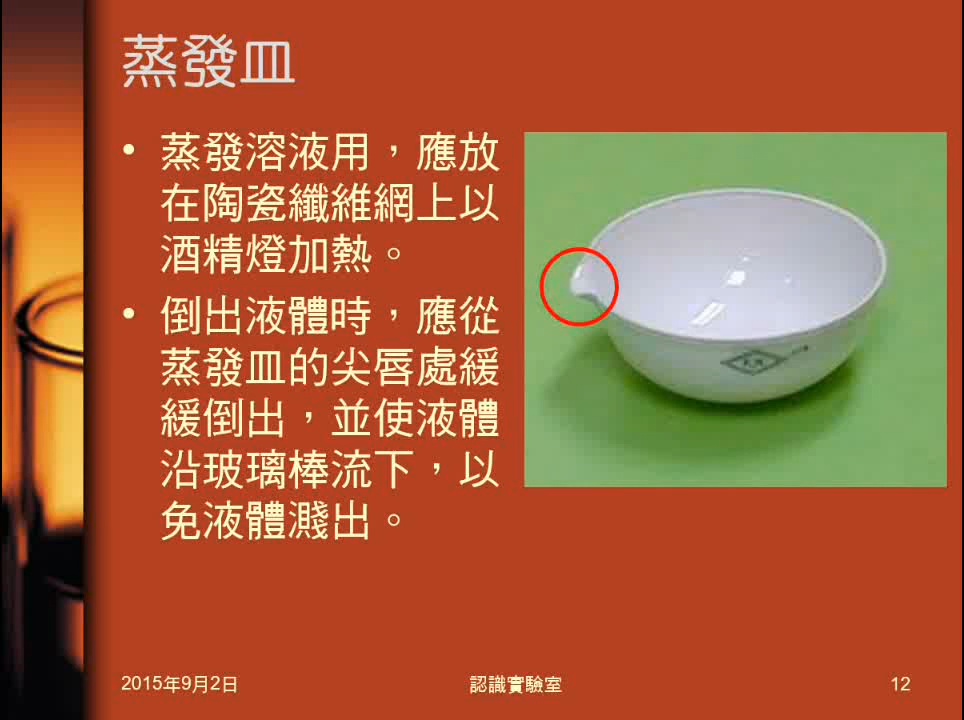 蒸發皿
• 蒸發溶液用，應放
在陶瓷纖維網上以
酒精燈加熱。
• 倒出液體時，應從
蒸發皿的尖唇處緩
緩倒出，並使液體
沿玻璃棒流下，以
免液體濺出。
2015年9月2日
認識實驗室
12